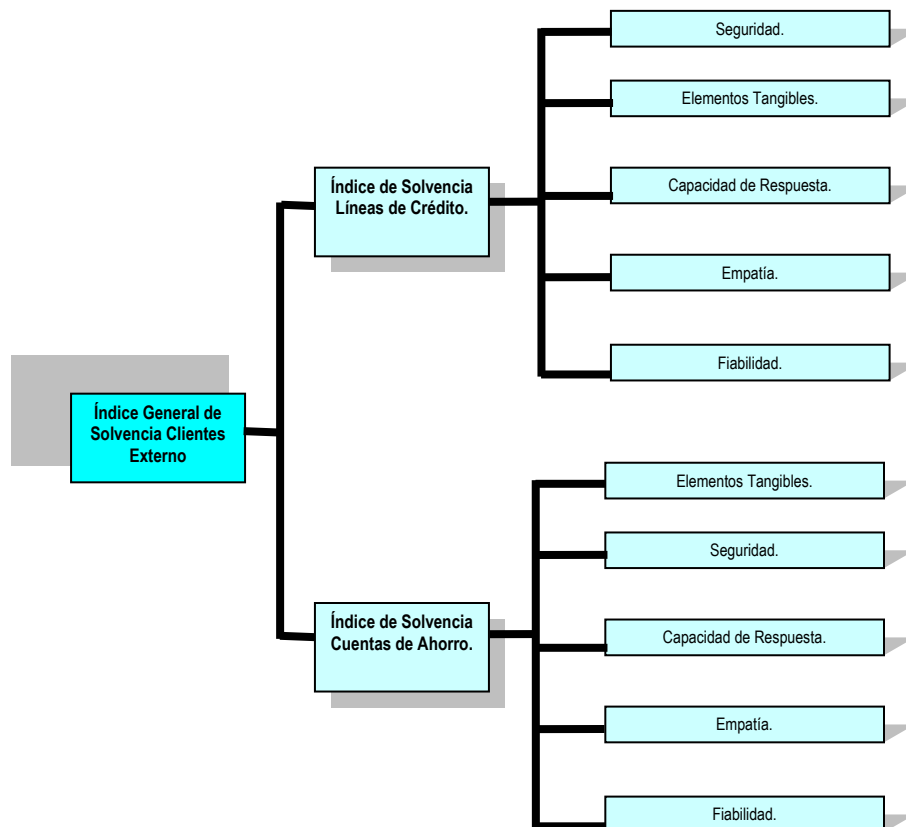 Seguridad.
Elementos Tangibles.
Índice de Solvencia
Líneas de Crédito.
Capacidad de Respuesta.
Empatía.
Fiabilidad.
Índice General de
Solvencia Clientes
Externo
Elementos Tangibles.
Seguridad.
Índice de Solvencia
Cuentas de Ahorro.
Capacidad de Respuesta.
Empatía.
Fiabilidad.